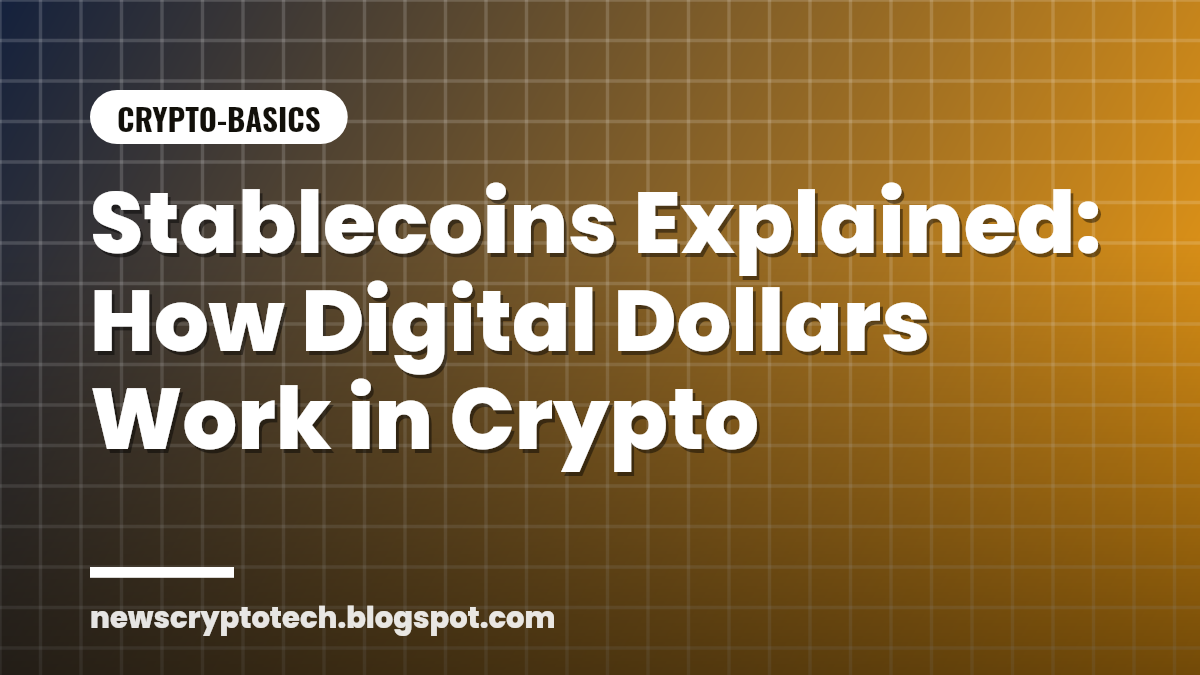 CRYPTO-BASICS
Stablecoins Explained:
How Digital Dollars
Work in Crypto
newscryptotech.blogspot.com